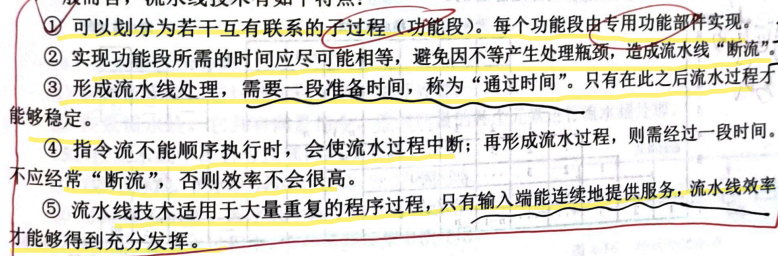 般而言，流水线技术有如下特点：
① 可以划分为若干互有联系的子过程（功能段）。每个功能段由专用功能部件实现。
② 实现功能段所需的时间应尽可能相等，避免因不等产生处理瓶颈，造成流水线“断流”。
③ 形成流水线处理，需要一段准备时间，称为“通过时间”。只有在此之后流水过程才
能够稳定。
④ 指令流不能顺序执行时，会使流水过程中断；再形成流水过程，则需经过一段时间。
不应经常“断流”，否则效率不会很高。
⑤ 流水线技术适用于大量重复的程序过程，只有输入端能连续地提供服务，流水线效率
才能够得到充分发挥。